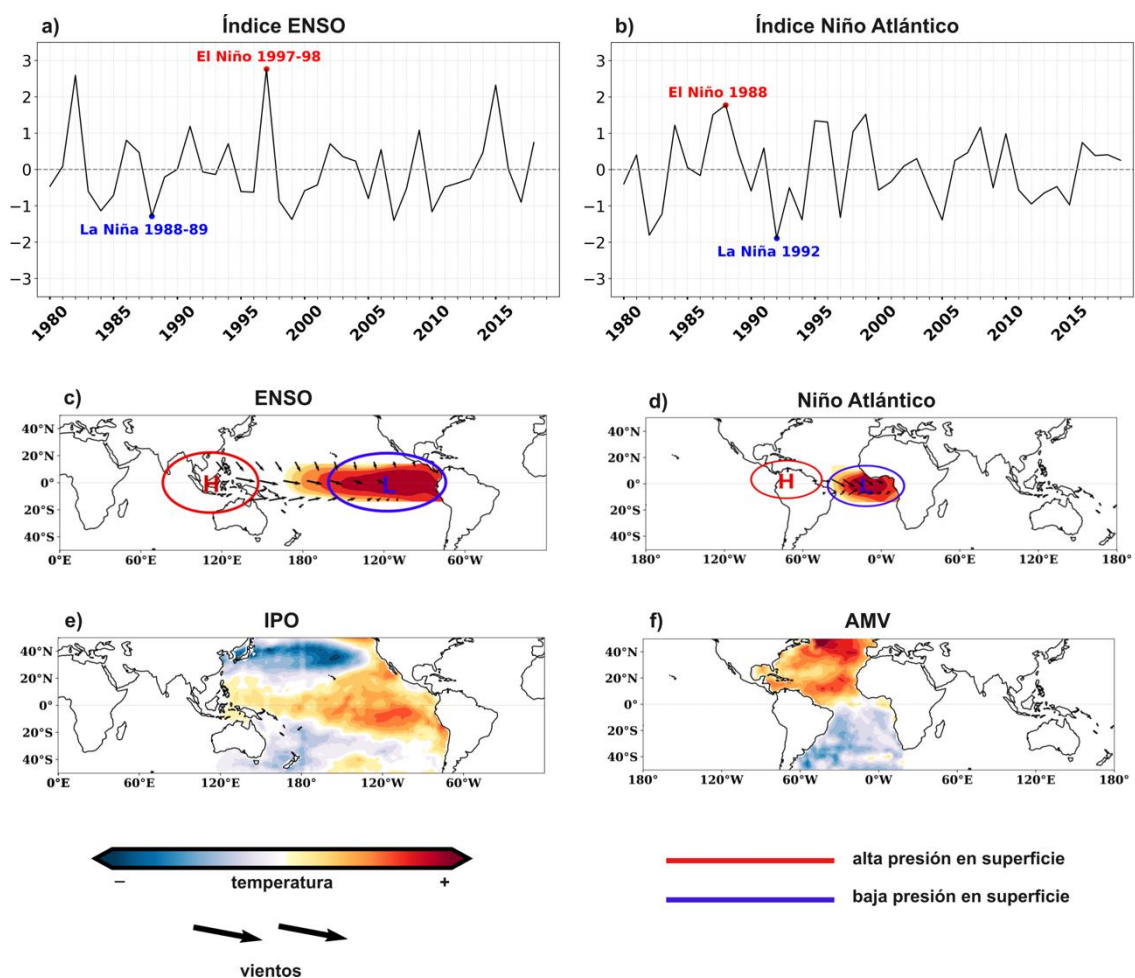 a) Índice ENSO
3
2
1
0
−1
−2
−3
El Niño 1997-98
La Niña 1988-89
1980 1985 1990 1995 2000 2005 2010 2015
b) Índice Niño Atlántico
3
2
1
0
−1
−2
−3
El Niño 1988
La Niña 1992
1980 1985 1990 1995 2000 2005 2010 2015
c) ENSO
40°N
20°N
0°
20°S
40°S
H
L
0°E 60°E 120°E 180° 120°W 60°W
d) Niño Atlántico
40°N
20°N
0°
20°S
40°S
H
L
180° 120°W 60°W 0°W 60°E 120°E 180°
e) IPO
40°N
20°N
0°
20°S
40°S
0°E 60°E 120°E 180° 120°W 60°W
f) AMV
40°N
20°N
0°
20°S
40°S
180° 120°W 60°W 0°W 60°E 120°E 180°
− temperatura +
vientos
alta presión en superficie
baja presión en superficie